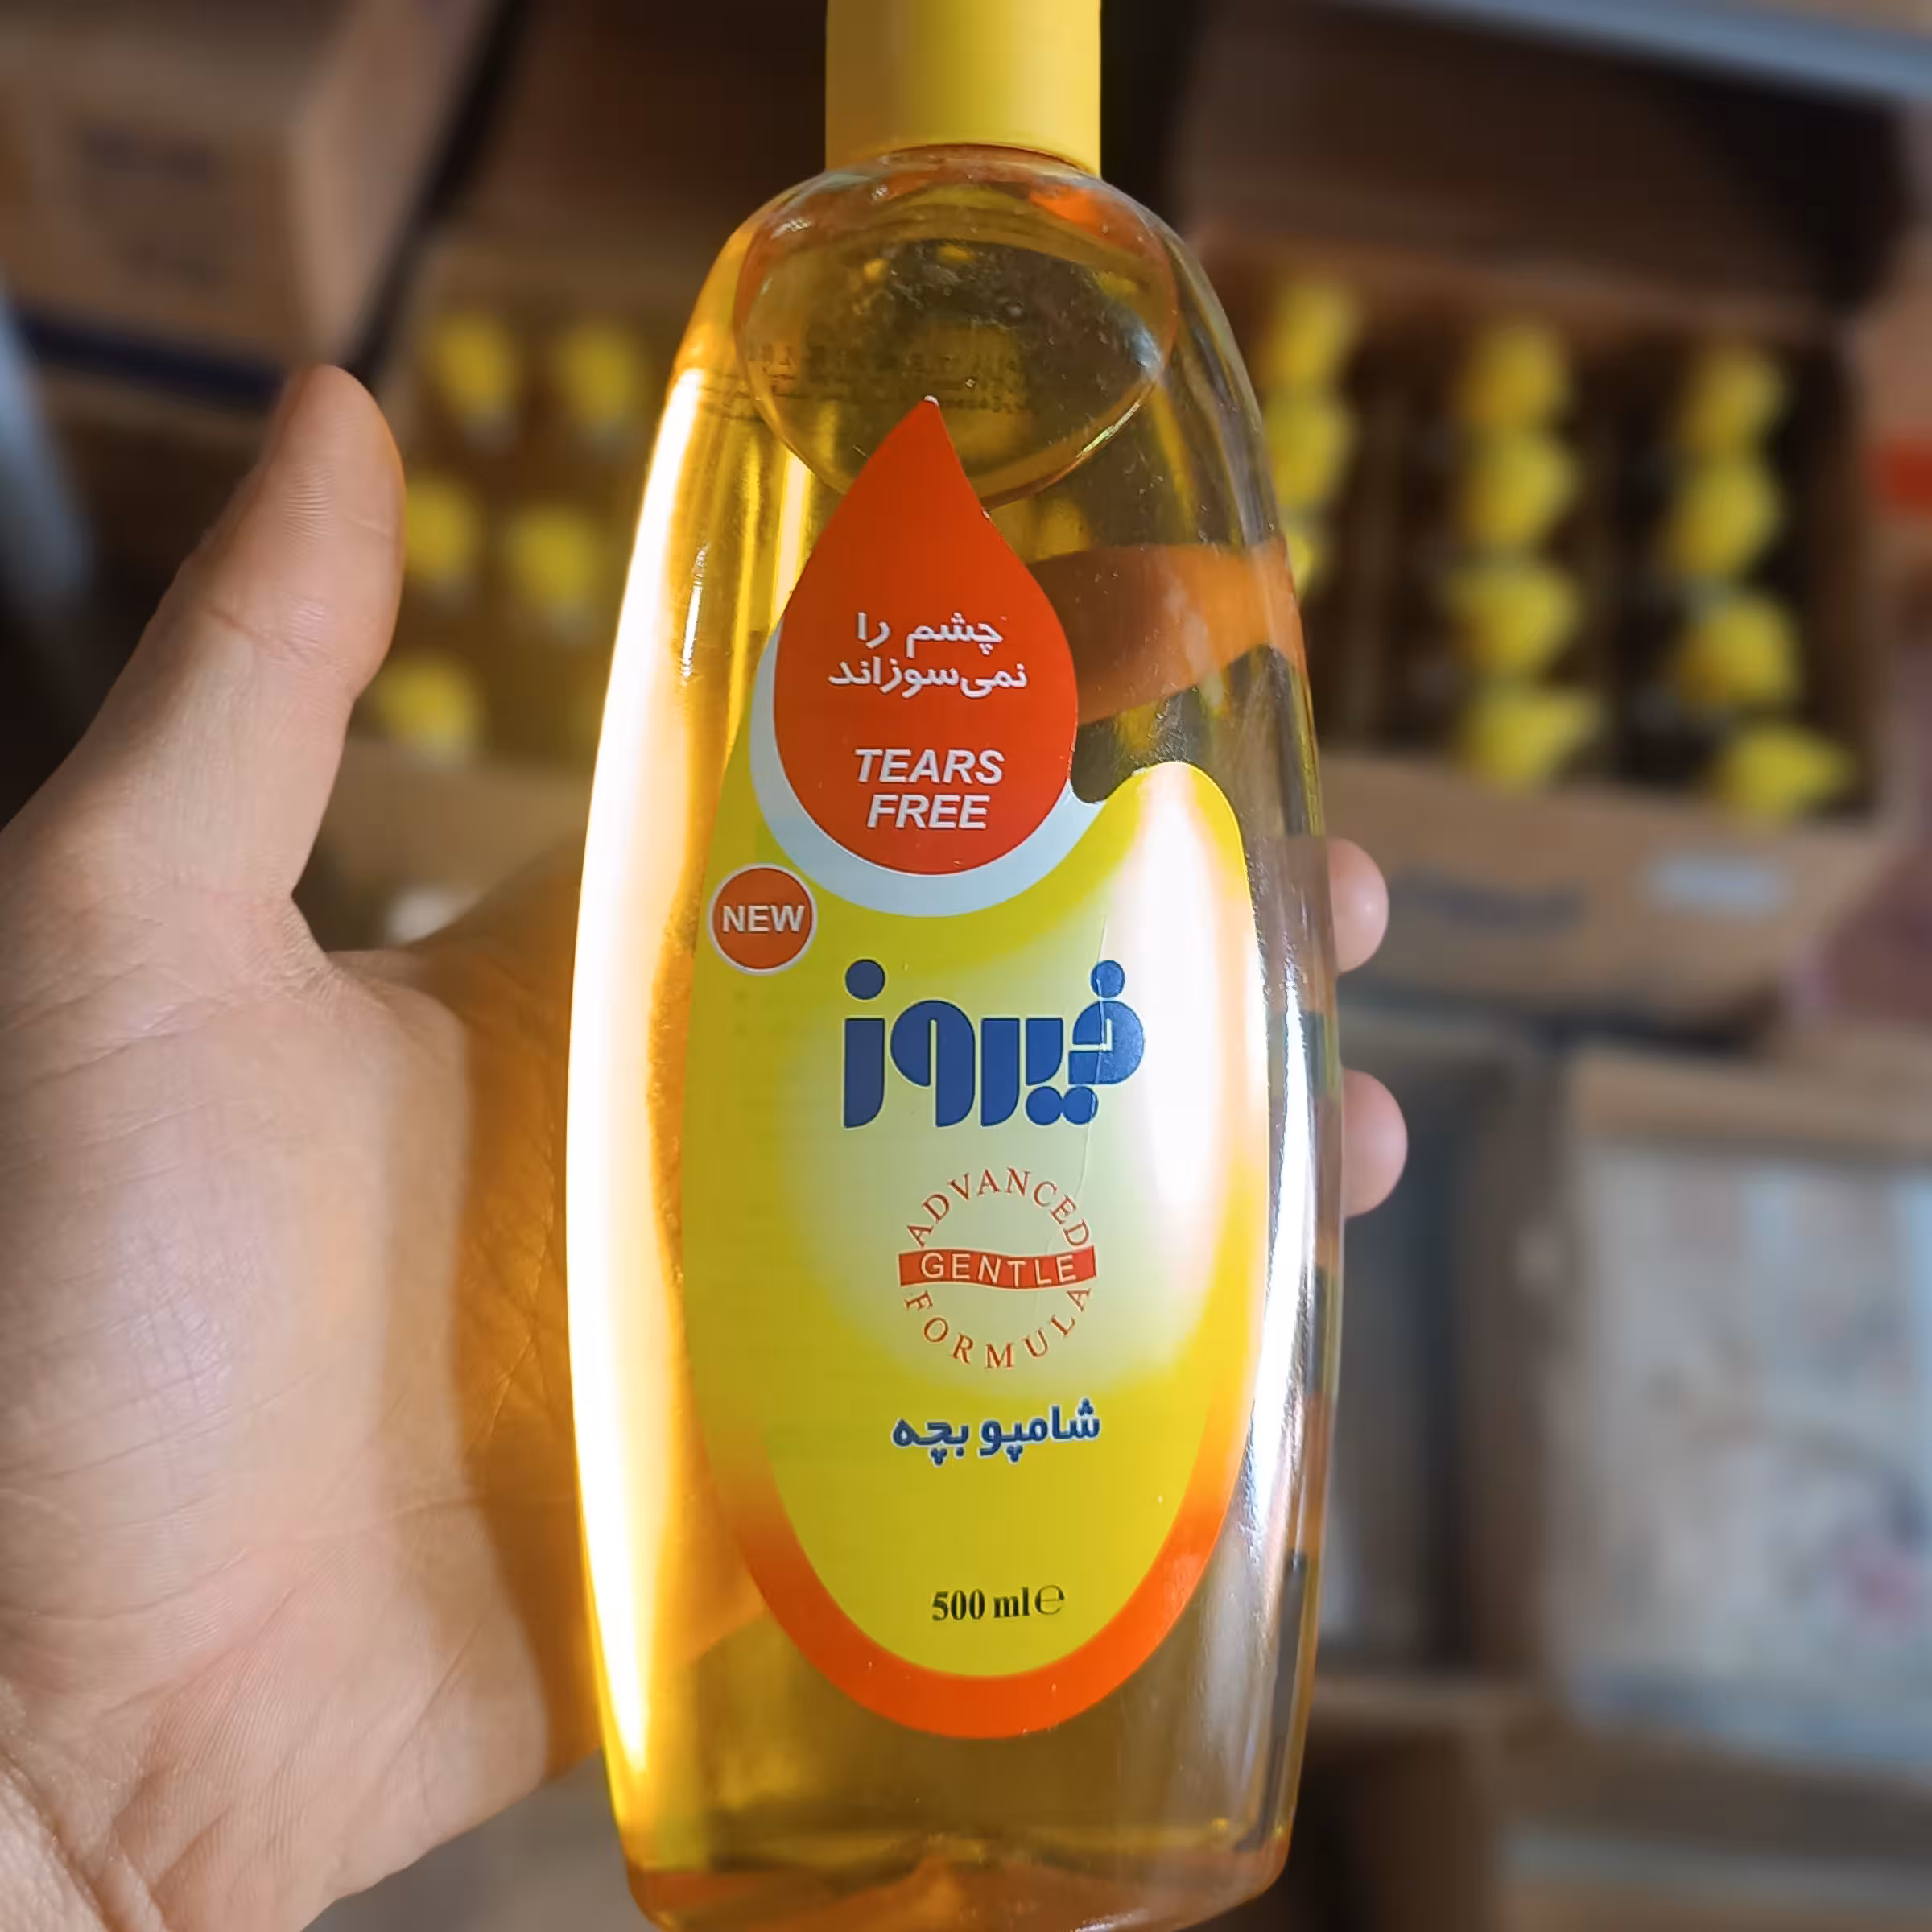 چشم را
نمی‌سوزاند
TEARS
FREE
NEW
فیروز
ADVANCED
GENTLE
FORMULA
شامپو بچه
500 ml℮